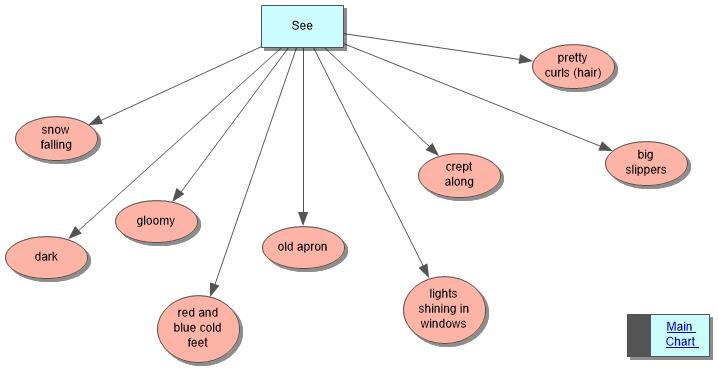 See
pretty
curls (hair)
snow
falling
big
slippers
crept
along
gloomy
old apron
dark
lights
shining in
windows
red and
blue cold
feet
Main
Chart